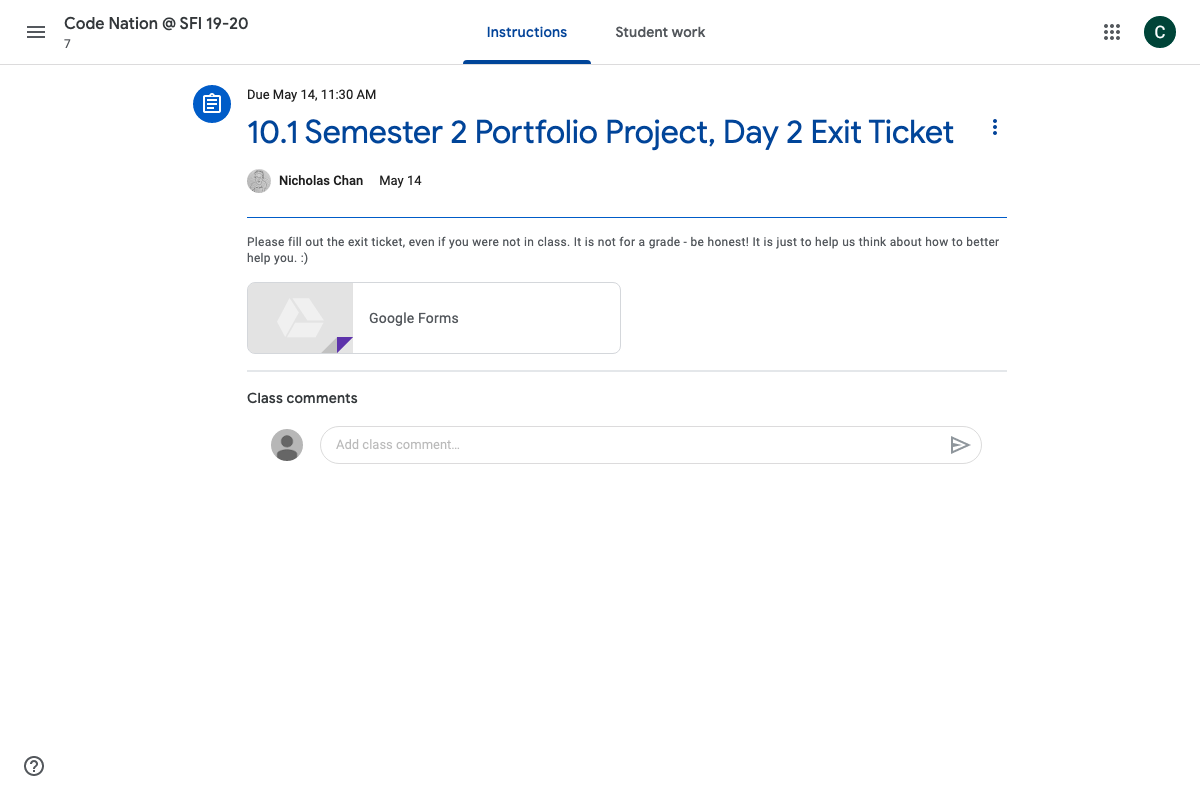 Code Nation @ SFI 19-20
7
Instructions
Student work
C
Due May 14, 11:30 AM
10.1 Semester 2 Portfolio Project, Day 2 Exit Ticket
Nicholas Chan May 14
Please fill out the exit ticket, even if you were not in class. It is not for a grade - be honest! It is just to help us think about how to better
help you. :)
Google Forms
Class comments
Add class comment...